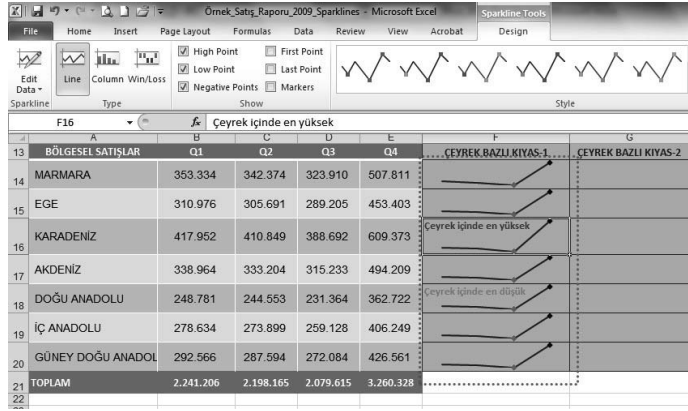 Örnek_Satış_Raporu_2009_Sparklines - Microsoft Excel
Sparkline Tools
File Home Insert Page Layout Formulas Data Review View Acrobat Design
Edit Data
Line Column Win/Loss
High Point First Point
Low Point Last Point
Negative Points Markers
Sparkline Type Show Style
F16 fx Çeyrek içinde en yüksek
A B C D E F G
13 BÖLGESEL SATIŞLAR Q1 Q2 Q3 Q4 ÇEYREK BAZLI KIYAS-1 ÇEYREK BAZLI KIYAS-2
14 MARMARA 353.334 342.374 323.910 507.811
15 EGE 310.976 305.691 289.205 453.403
16 KARADENİZ 417.952 410.849 388.692 609.373 Çeyrek içinde en yüksek
17 AKDENİZ 338.964 333.204 315.233 494.209
18 DOĞU ANADOLU 248.781 244.553 231.364 362.722 Çeyrek içinde en düşük
19 İÇ ANADOLU 278.634 273.899 259.128 406.249
20 GÜNEY DOĞU ANADOL 292.566 287.594 272.084 426.561
21 TOPLAM 2.241.206 2.198.165 2.079.615 3.260.328
22